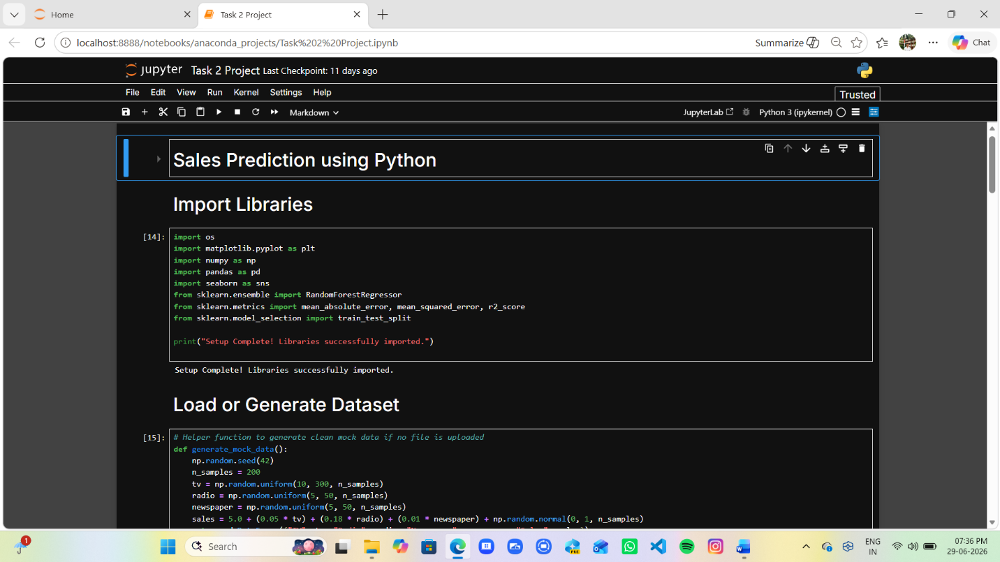 Home
Task 2 Project
localhost:8888/notebooks/anaconda_projects/Task%202%20Project.ipynb
Summarize
Chat
jupyter Task 2 Project Last Checkpoint: 11 days ago
File Edit View Run Kernel Settings Help
Trusted
Markdown
JupyterLab
Python 3 (ipykernel)
Sales Prediction using Python
Import Libraries
[14]:
import os
import matplotlib.pyplot as plt
import numpy as np
import pandas as pd
import seaborn as sns
from sklearn.ensemble import RandomForestRegressor
from sklearn.metrics import mean_absolute_error, mean_squared_error, r2_score
from sklearn.model_selection import train_test_split
print("Setup Complete! Libraries successfully imported.")
Setup Complete! Libraries successfully imported.
Load or Generate Dataset
[15]:
# Helper function to generate clean mock data if no file is uploaded
def generate_mock_data():
    np.random.seed(42)
    n_samples = 200
    tv = np.random.uniform(10, 300, n_samples)
    radio = np.random.uniform(5, 50, n_samples)
    newspaper = np.random.uniform(5, 50, n_samples)
    sales = 5.0 + (0.05 * tv) + (0.18 * radio) + (0.01 * newspaper) + np.random.normal(0, 1, n_samples)
1
Search
PRE
ENG
IN
07:36 PM
29-06-2026